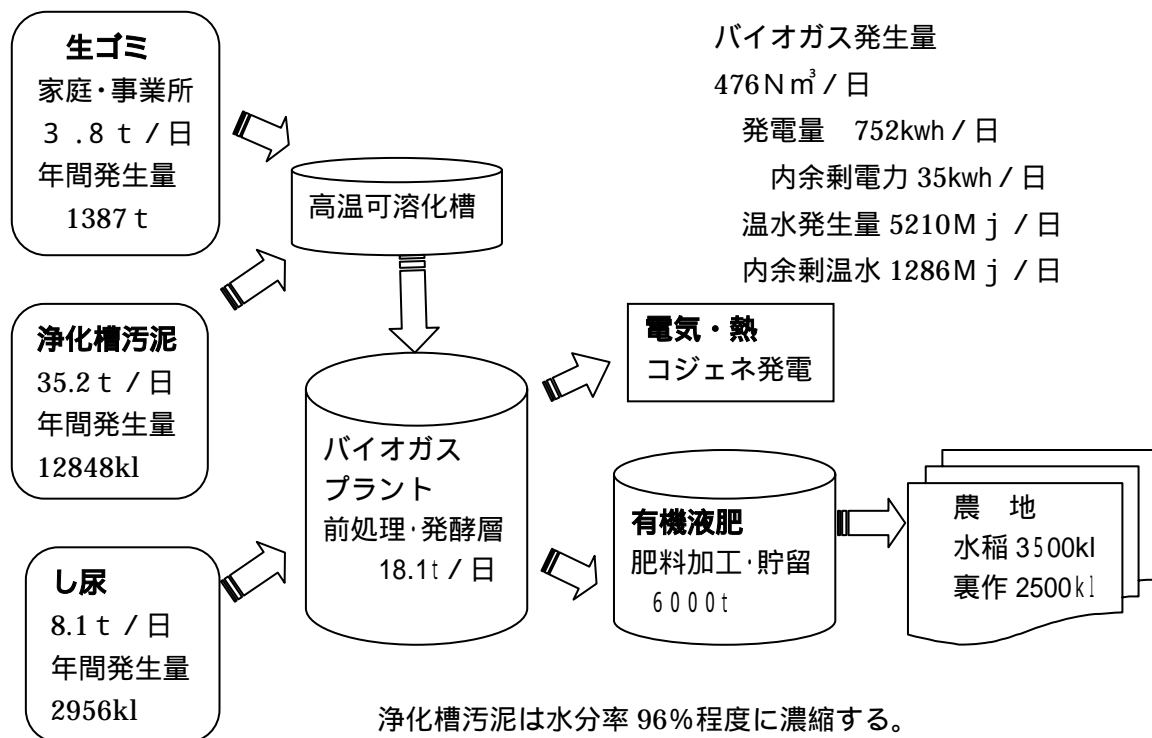 生ゴミ
家庭・事業所
３.８ｔ/日
年間発生量
1387ｔ
浄化槽汚泥
35.2ｔ/日
年間発生量
12848kl
し尿
8.1ｔ/日
年間発生量
2956kl
高温可溶化槽
バイオガス
プラント
前処理・発酵層
18.1t/日
バイオガス発生量
476Ｎ㎥/日
発電量　752kwh/日
内余剰電力 35kwh/日
温水発生量 5210Ｍｊ/日
内余剰温水 1286Ｍｊ/日
電気・熱
コジェネ発電
有機液肥
肥料加工・貯留
6000t
農　地
水稲 3500kl
裏作 2500kl
浄化槽汚泥は水分率 96%程度に濃縮する。